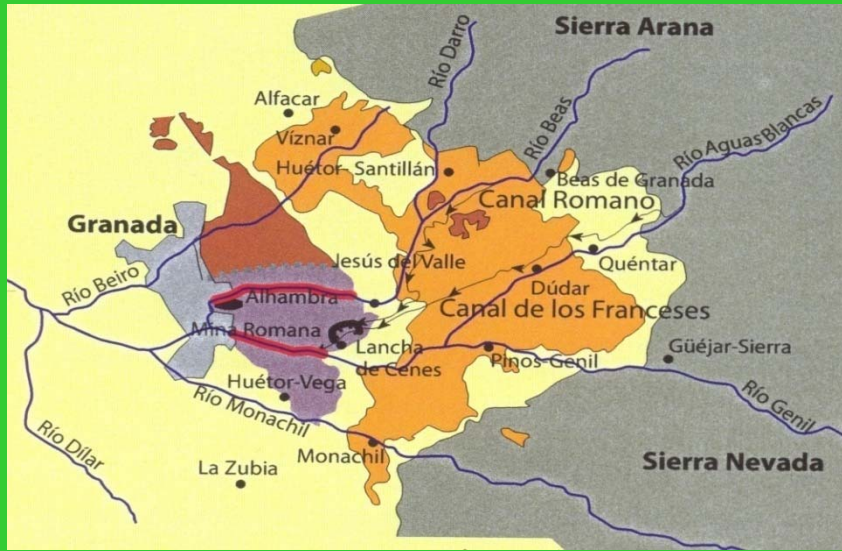 Sierra Arana
Río Darro
Alfacar
Río Beas
Víznar
Río Aguas Blancas
Huétor- Santillán
Beas de Granada
Canal Romano
Granada
Jesús del Valle
Quéntar
Río Beiro
Dúdar
Alhambra
Canal de los Franceses
Mina Romana
Lancha
de Cenes
Pinos-Genil
Güéjar-Sierra
Huétor-Vega
Río Monachil
Río Genil
Río Dílar
Monachil
La Zubia
Sierra Nevada